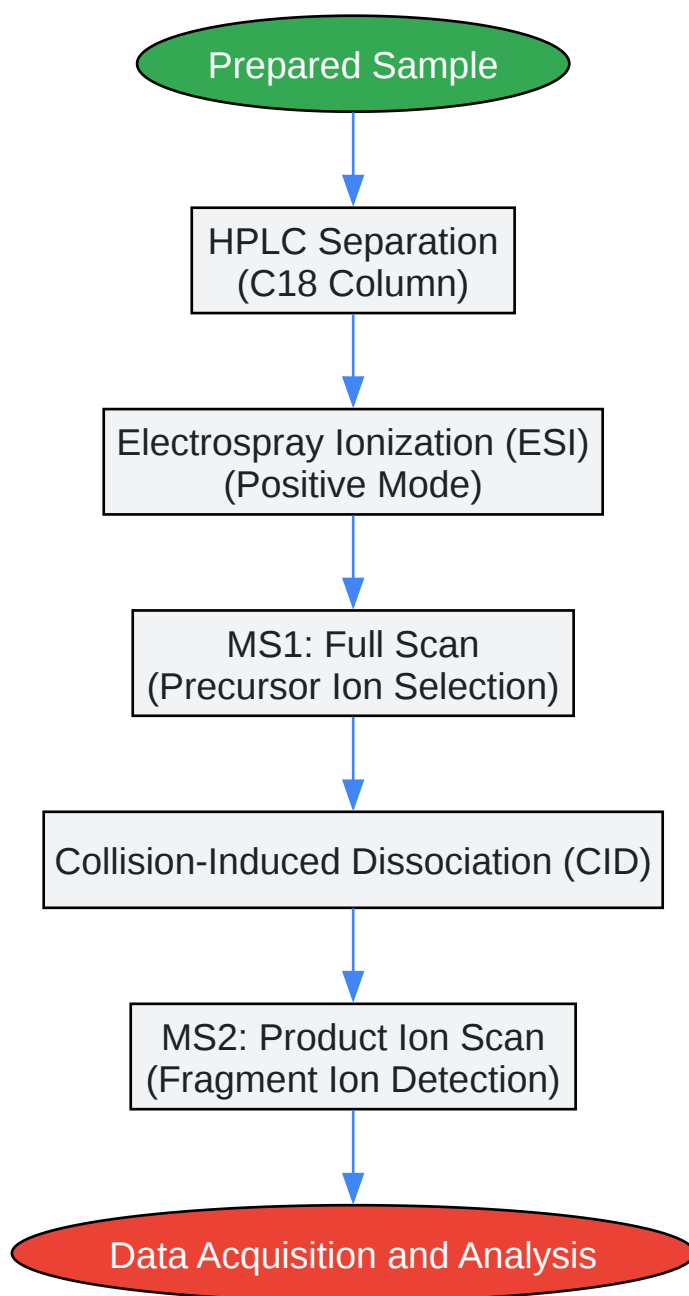 Prepared Sample
HPLC Separation
(C18 Column)
Electrospray Ionization (ESI)
(Positive Mode)
MS1: Full Scan
(Precursor Ion Selection)
Collision-Induced Dissociation (CID)
MS2: Product Ion Scan
(Fragment Ion Detection)
Data Acquisition and Analysis